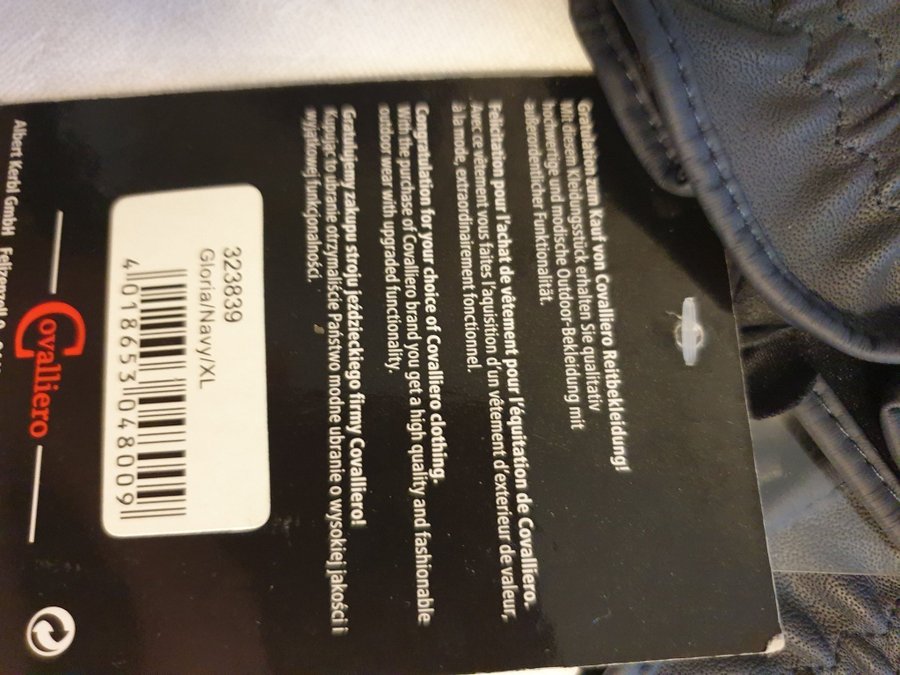 Gratulation zum Kauf von Covalliero Reitbekleidung!
Mit diesem Kleidungsstück erhalten Sie qualitativ
hochwertige und modische Outdoor-Bekleidung mit
außerordentlicher Funktionalität.
Félicitation pour l'achat de vêtement pour l'équitation de Covalliero.
Avec ce vêtement vous faites l'aquisition d'un vêtement d'exterieur de valeur,
à la mode, extraordinairement fonctionnel.
Congratulation for your choice of Covalliero clothing.
With the purchase of Covalliero brand you get a high quality and fashionable
outdoor wear with upgraded functionality.
Gratulujemy zakupu stroju jeździeckiego firmy Covalliero!
Kupując to ubranie otrzymaliście Państwo modne ubranie o wysokiej jakości i
wyjątkowej funkcjonalności.
323839
Gloria/Navy/XL
4 018653 048009
Covalliero
Albert Kerbl GmbH